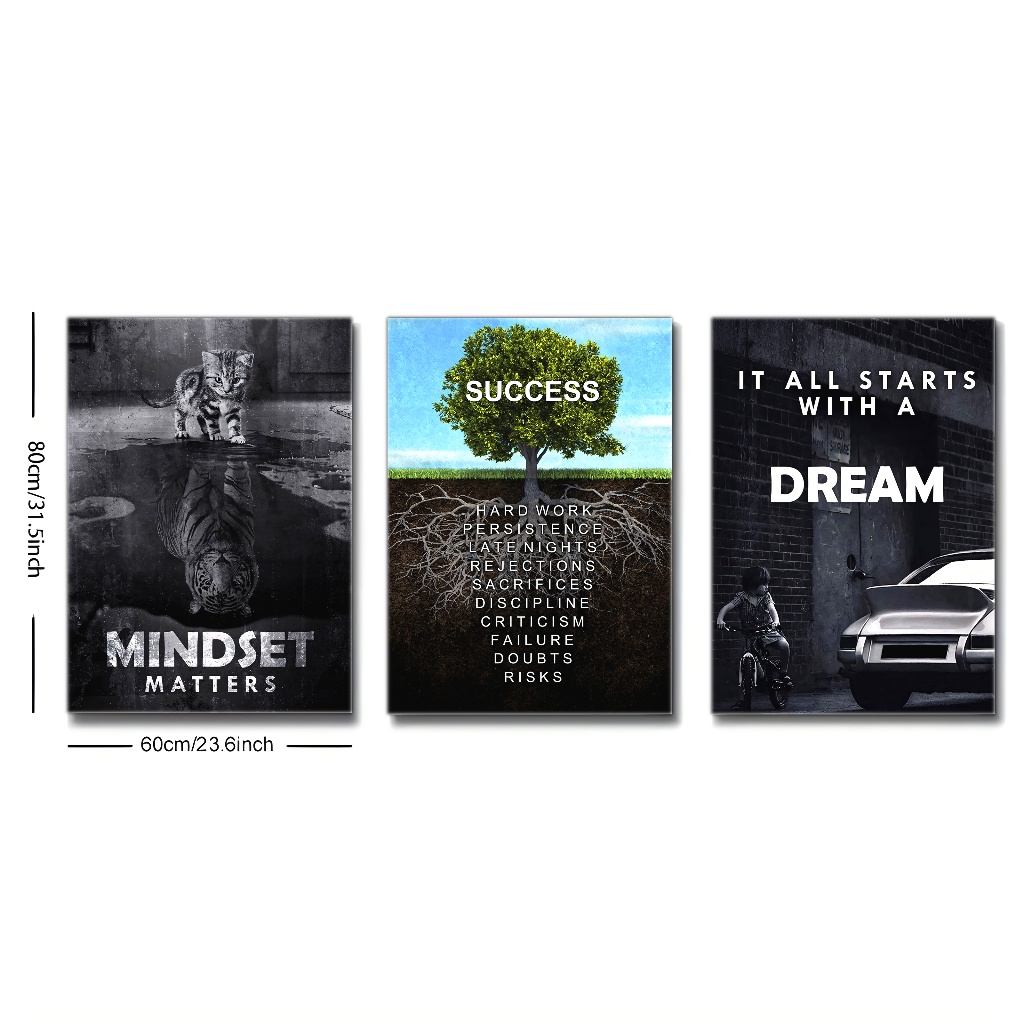 80cm/31.5inch
MINDSET
MATTERS
60cm/23.6inch
SUCCESS
HARD WORK
PERSISTENCE
LATE NIGHTS
REJECTIONS
SACRIFICES
DISCIPLINE
CRITICISM
FAILURE
DOUBTS
RISKS
IT ALL STARTS
WITH A
DREAM